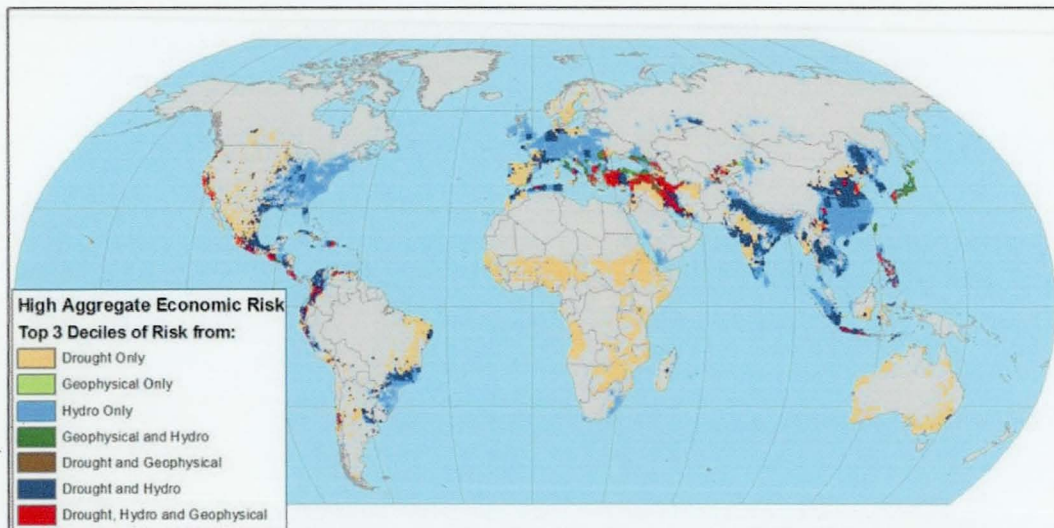 High Aggregate Economic Risk
Top 3 Deciles of Risk from:
Drought Only
Geophysical Only
Hydro Only
Geophysical and Hydro
Drought and Geophysical
Drought and Hydro
Drought, Hydro and Geophysical